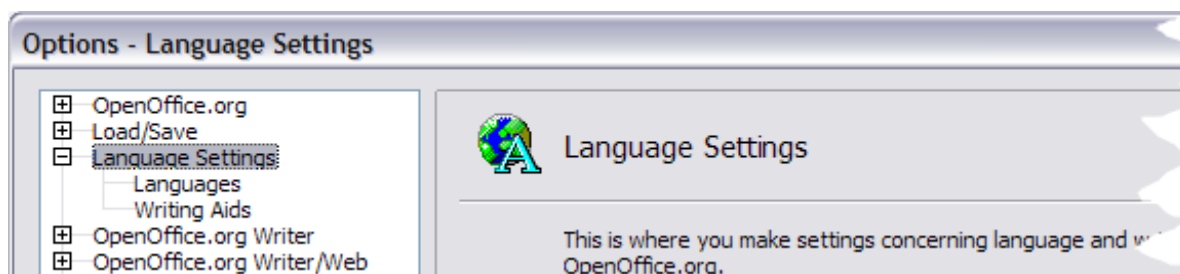 Options - Language Settings
OpenOffice.org
Load/Save
Language Settings
Languages
Writing Aids
OpenOffice.org Writer
OpenOffice.org Writer/Web
Language Settings
This is where you make settings concerning language and
OpenOffice.org.